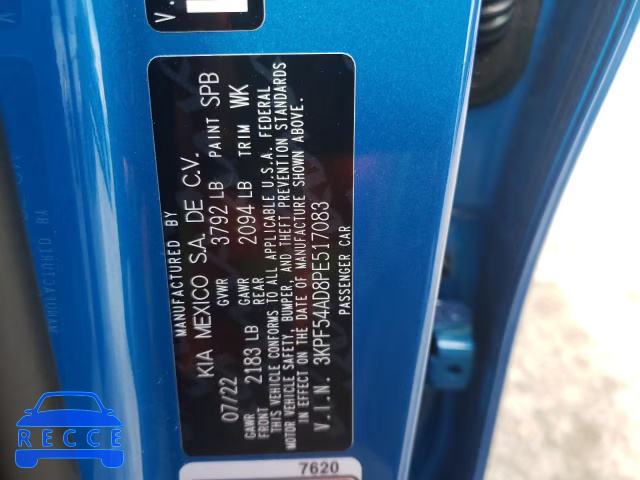 MANUFACTURED BY
KIA MEXICO S.A. DE C.V.
07/22 GVWR 3792 LB PAINT SPB
GAWR FRONT 2183 LB GAWR REAR 2094 LB TRIM WK
THIS VEHICLE CONFORMS TO ALL APPLICABLE U.S.A. FEDERAL
MOTOR VEHICLE SAFETY, BUMPER, AND THEFT PREVENTION STANDARDS
IN EFFECT ON THE DATE OF MANUFACTURE SHOWN ABOVE.
V.I.N. 3KPF54AD8PE517083
PASSENGER CAR
7620
RECCE